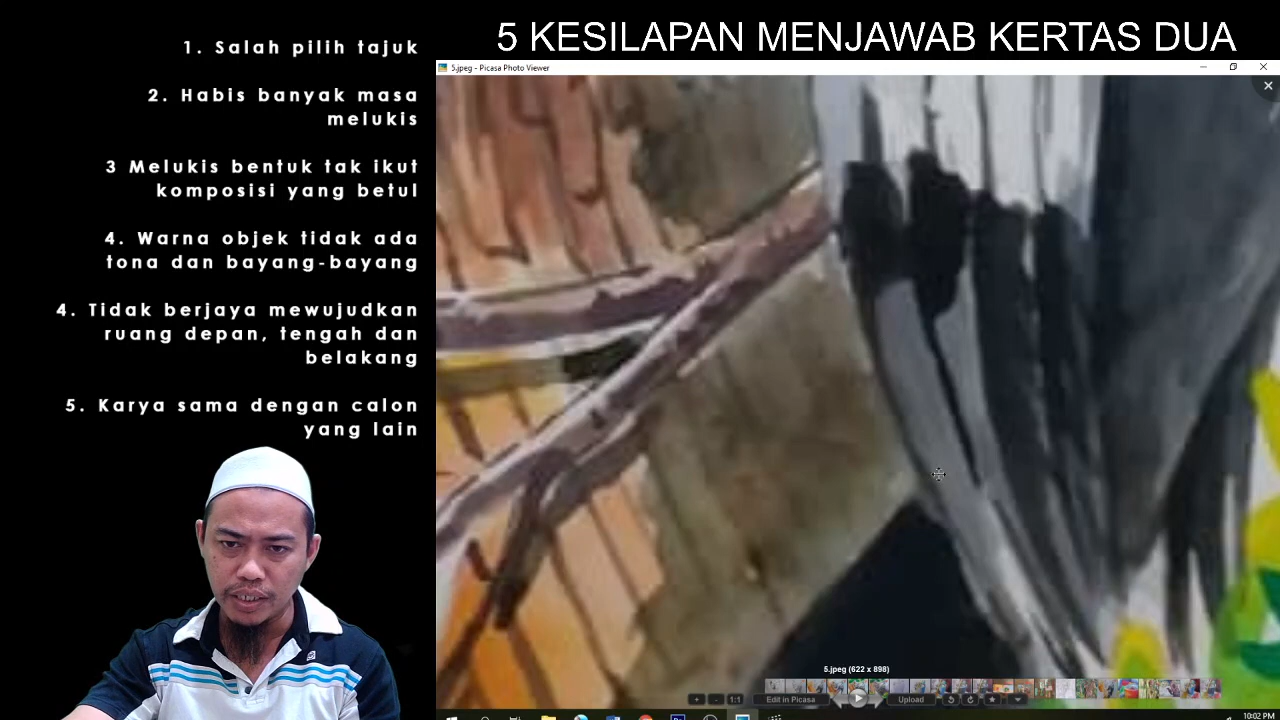 5 KESILAPAN MENJAWAB KERTAS DUA
1. Salah pilih tajuk
2. Habis banyak masa
melukis
3 Melukis bentuk tak ikut
komposisi yang betul
4. Warna objek tidak ada
tona dan bayang-bayang
4. Tidak berjaya mewujudkan
ruang depan, tengah dan
belakang
5. Karya sama dengan calon
yang lain
5.jpeg - Picasa Photo Viewer
5.jpeg (622 x 898)
1:1
Edit in Picasa
Upload
10:02 PM